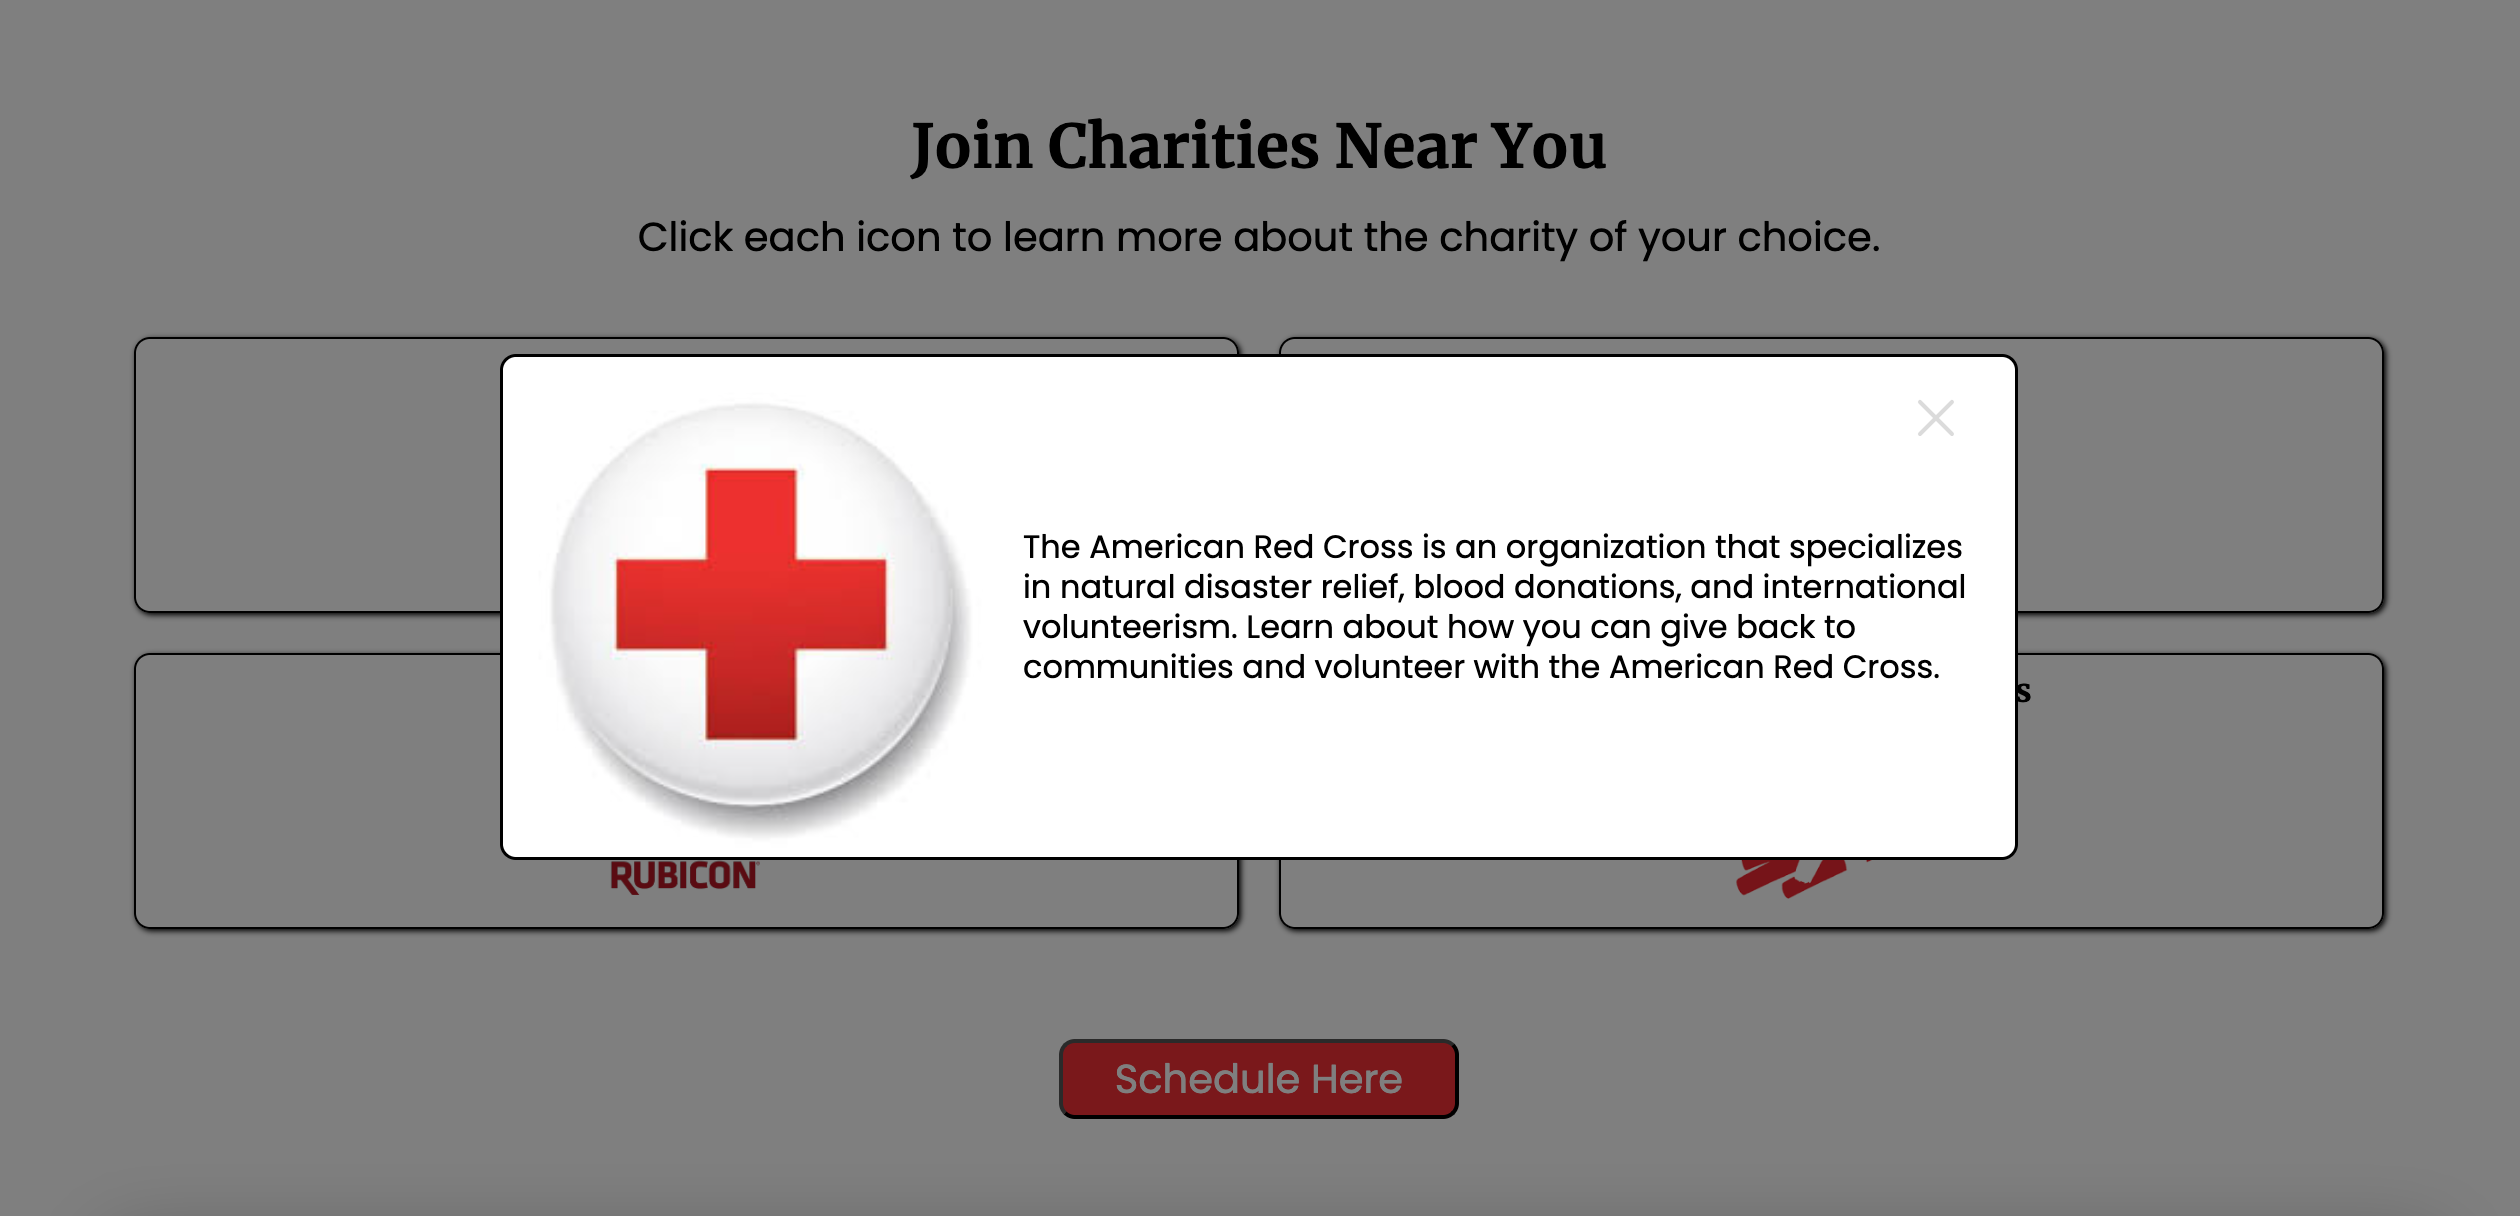 Join Charities Near You
Click each icon to learn more about the charity of your choice.
The American Red Cross is an organization that specializes
in natural disaster relief, blood donations, and international
volunteerism. Learn about how you can give back to
communities and volunteer with the American Red Cross.
s
RUBICON
Schedule Here